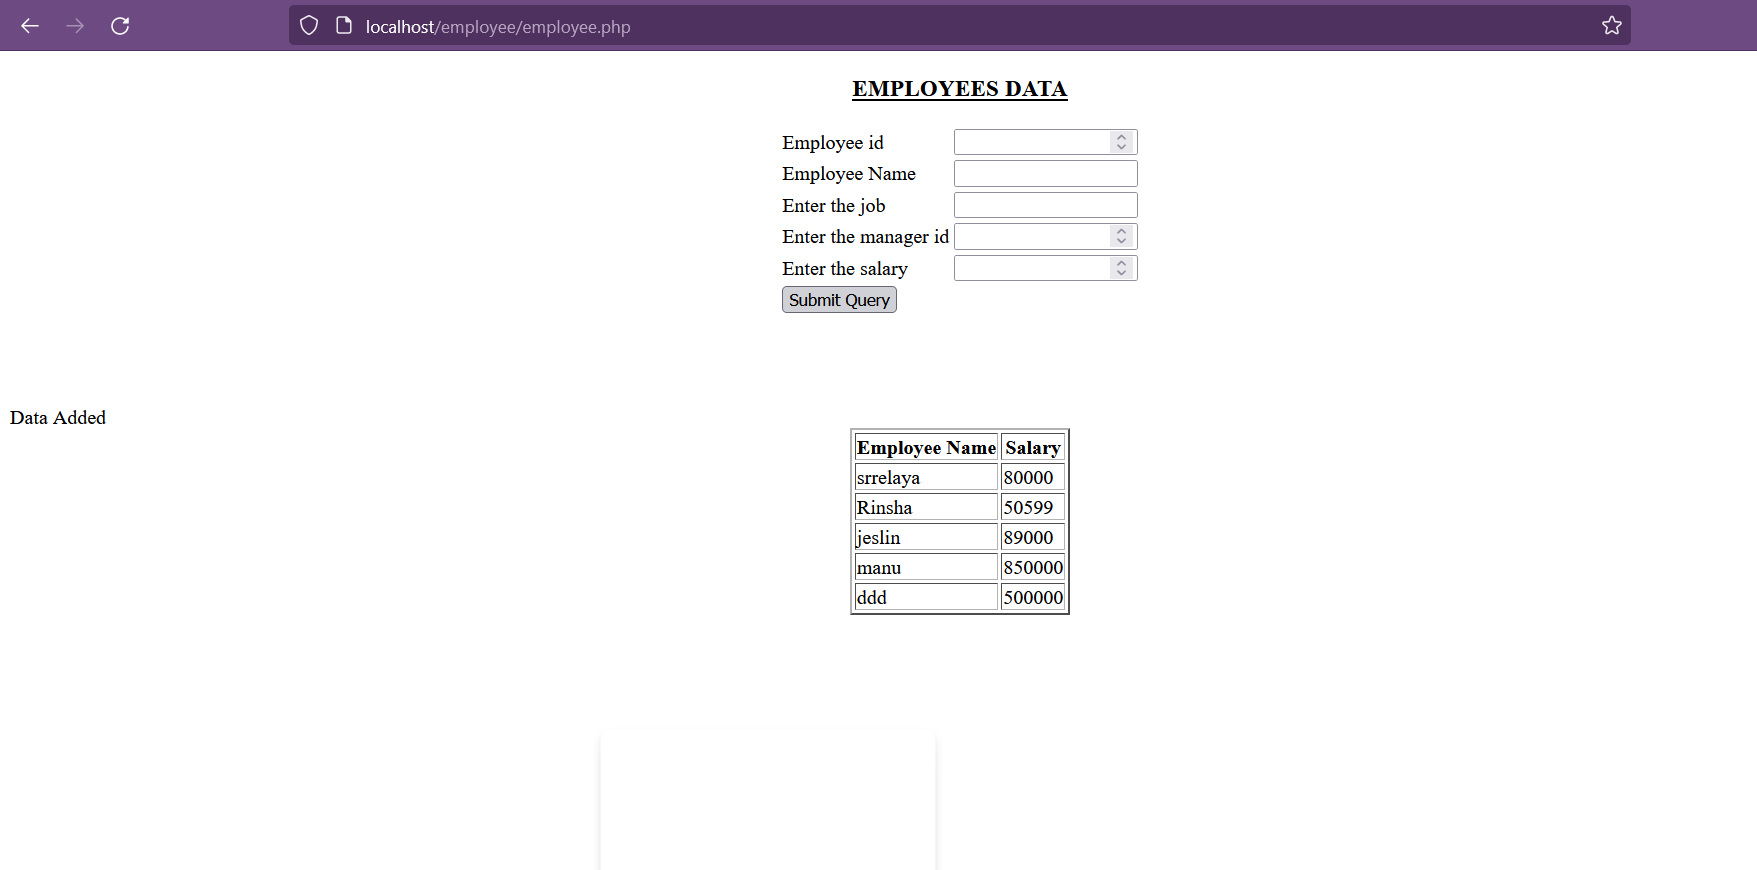 localhost/employee/employee.php
EMPLOYEES DATA
Employee id
Employee Name
Enter the job
Enter the manager id
Enter the salary
Submit Query
Data Added
Employee Name Salary
srrelaya 80000
Rinsha 50599
jeslin 89000
manu 850000
ddd 500000